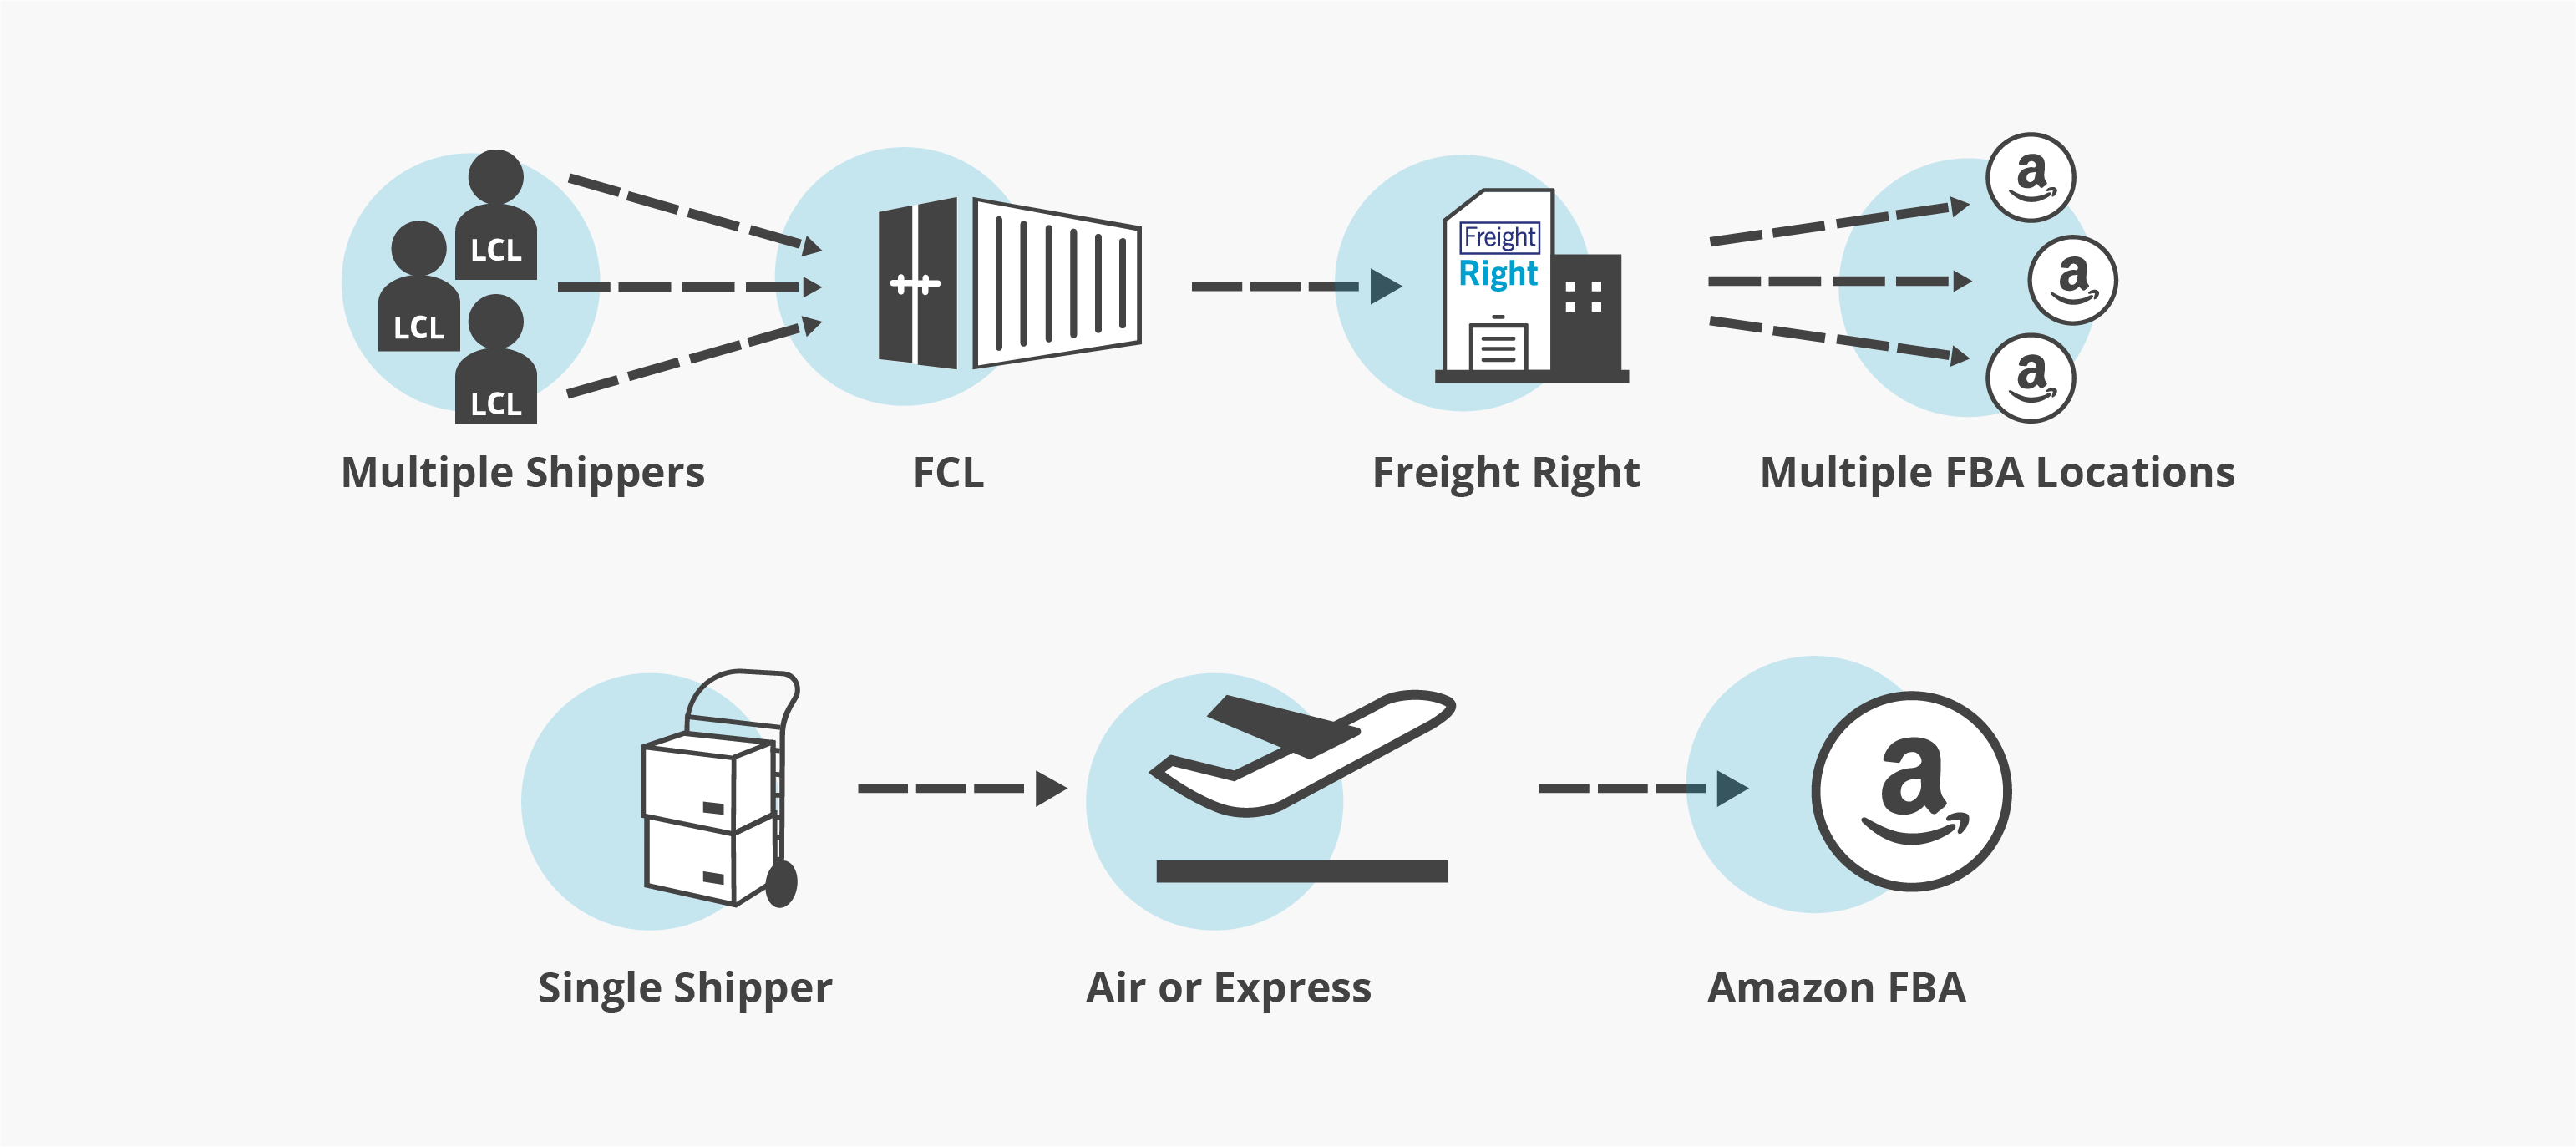 LCL
LCL
LCL
Freight
Right
Multiple Shippers
FCL
Freight Right
Multiple FBA Locations
a
a
a
Single Shipper
Air or Express
Amazon FBA
a